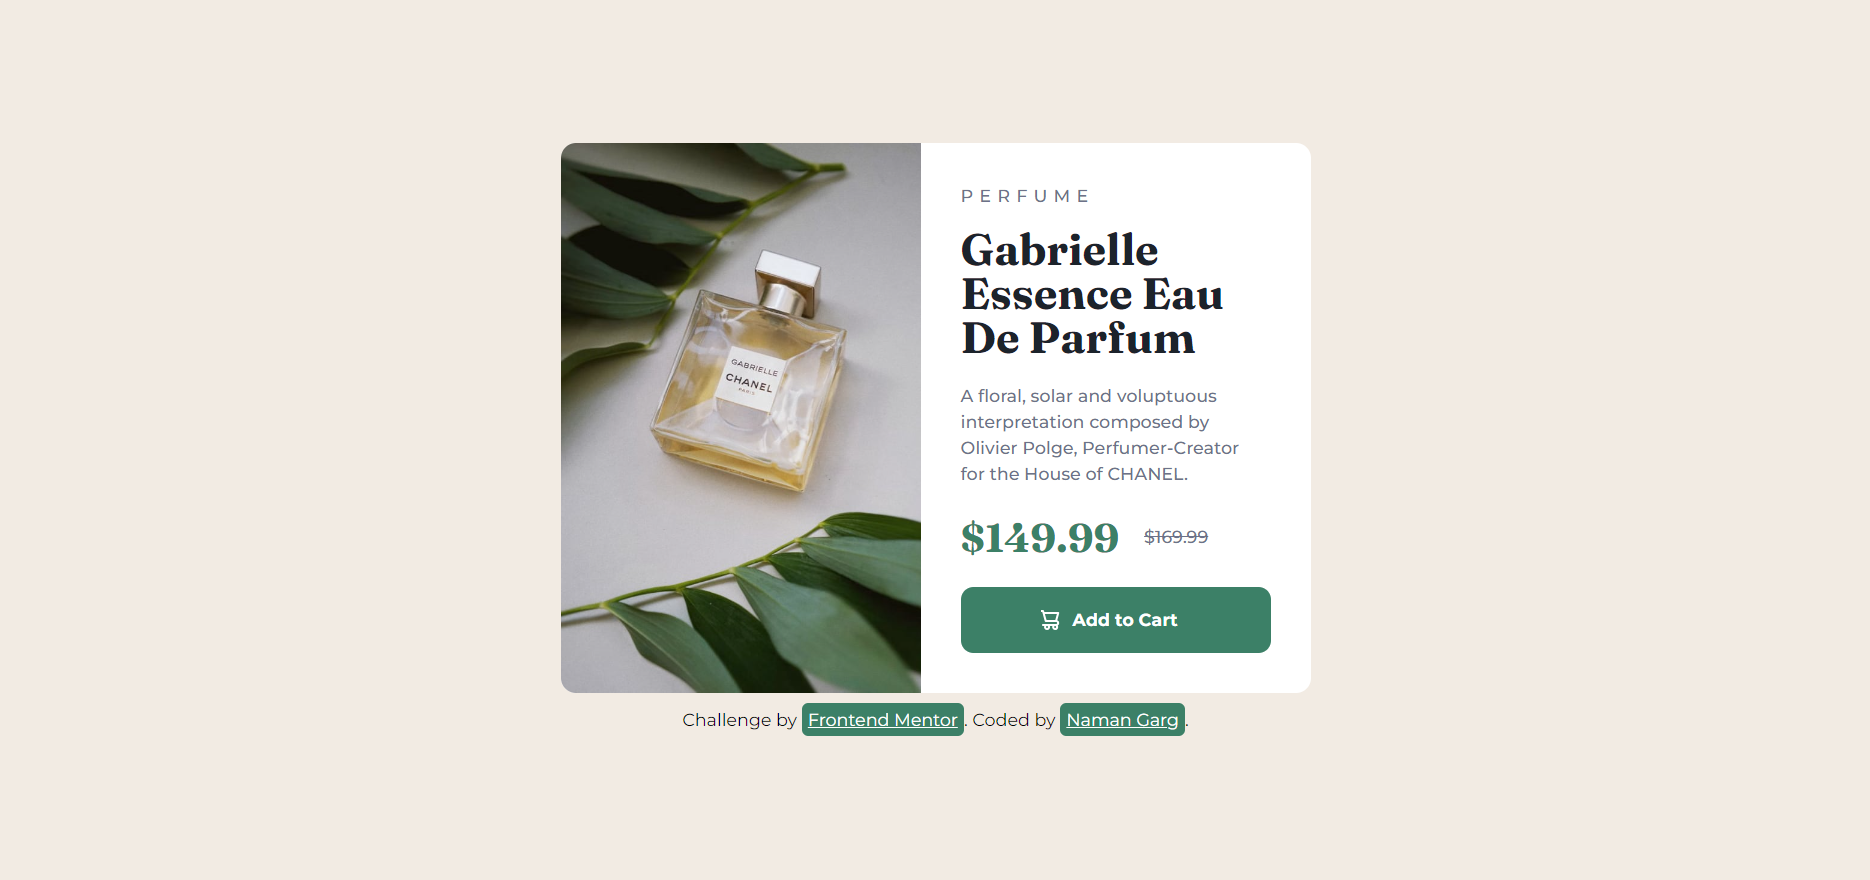 GABRIELLE
CHANEL
PARIS
PERFUME
Gabrielle
Essence Eau
De Parfum
A floral, solar and voluptuous
interpretation composed by
Olivier Polge, Perfumer-Creator
for the House of CHANEL.
$149.99 $169.99
Add to Cart
Challenge by Frontend Mentor. Coded by Naman Garg.